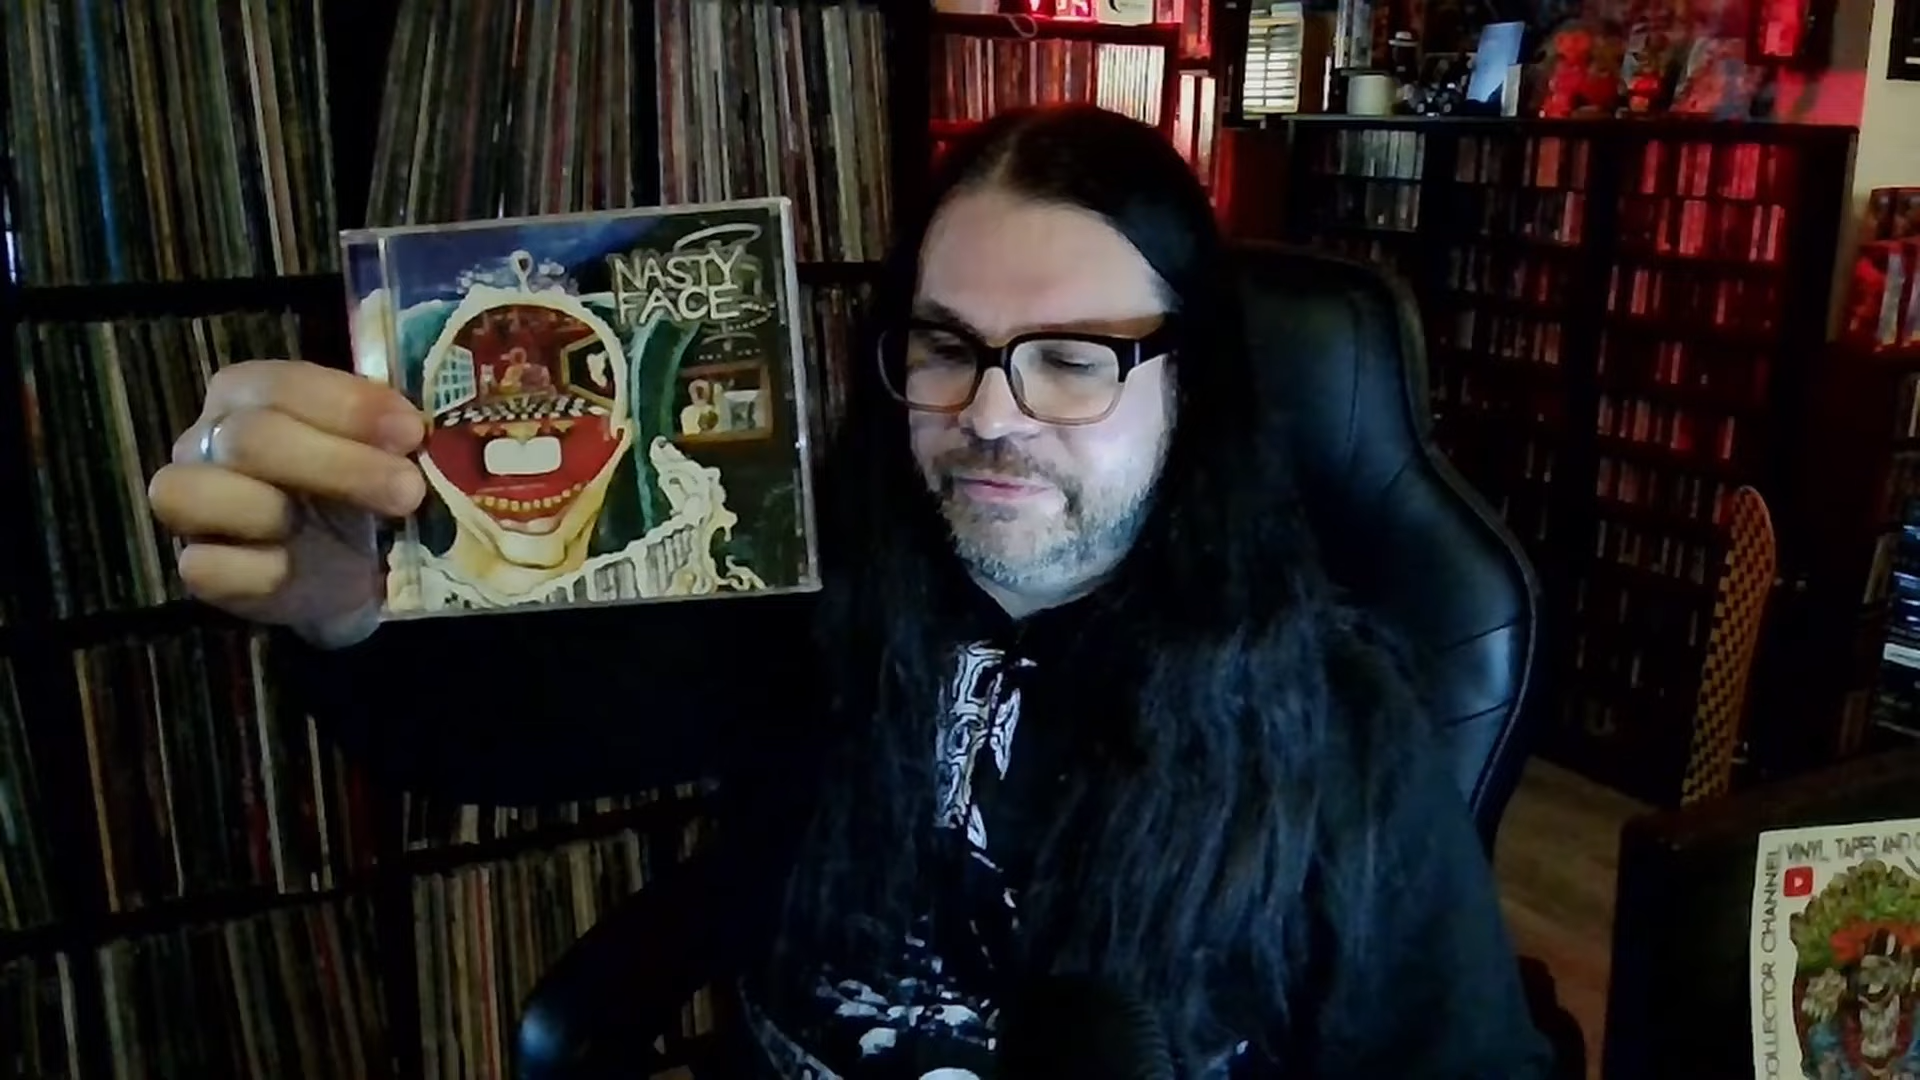 NASTY
FACE
VINYL, TAPES AND
COLLECTOR CHANNEL